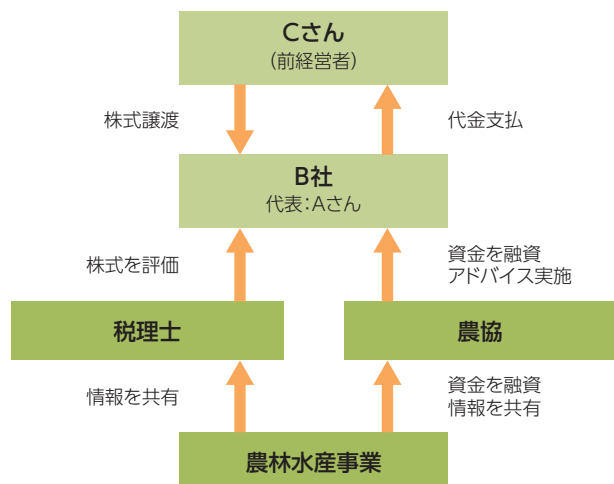 Cさん
(前経営者)
株式譲渡
代金支払
B社
代表：Aさん
株式を評価
資金を融資
アドバイス実施
税理士
農協
情報を共有
資金を融資
情報を共有
農林水産事業